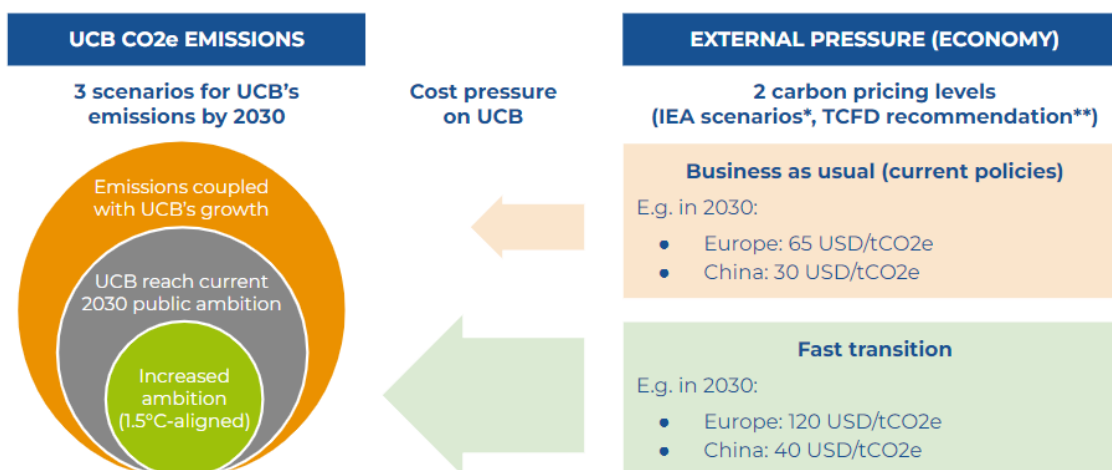 UCB CO2e EMISSIONS
3 scenarios for UCB's
emissions by 2030
Emissions coupled
with UCB's growth
UCB reach current
2030 public ambition
Increased
ambition
(1.5°C-aligned)
Cost pressure
on UCB
EXTERNAL PRESSURE (ECONOMY)
2 carbon pricing levels
(IEA scenarios*, TCFD recommendation**)
Business as usual (current policies)
E.g. in 2030:
● Europe: 65 USD/tCO2e
● China: 30 USD/tCO2e
Fast transition
E.g. in 2030:
● Europe: 120 USD/tCO2e
● China: 40 USD/tCO2e